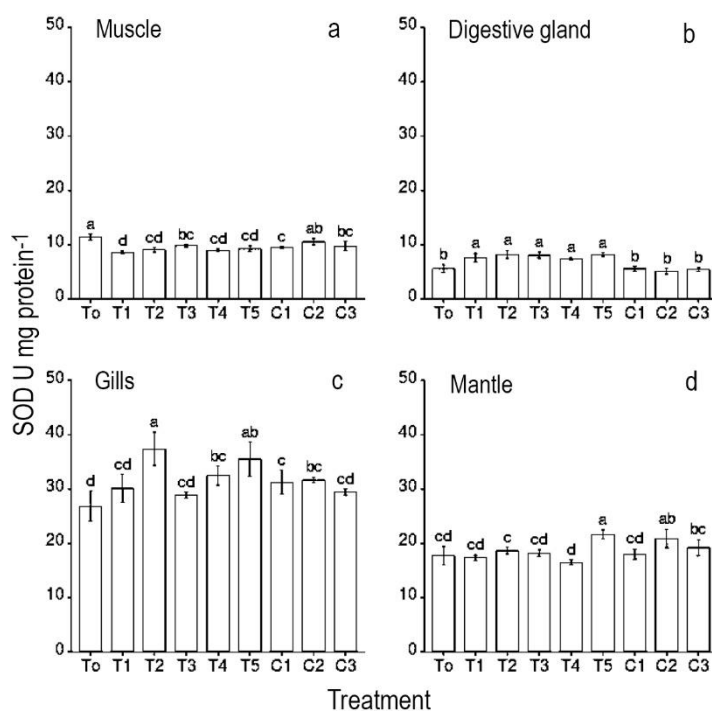 Muscle a
50
40
30
20
10
0
a d cd bc cd cd c ab bc
To T1 T2 T3 T4 T5 C1 C2 C3
Digestive gland b
50
40
30
20
10
0
b a a a a a b b b
To T1 T2 T3 T4 T5 C1 C2 C3
SOD U mg protein-1
Gills c
50
40
30
20
10
0
d cd a cd bc ab c bc cd
To T1 T2 T3 T4 T5 C1 C2 C3
Mantle d
50
40
30
20
10
0
cd cd c cd d a cd ab bc
To T1 T2 T3 T4 T5 C1 C2 C3
Treatment